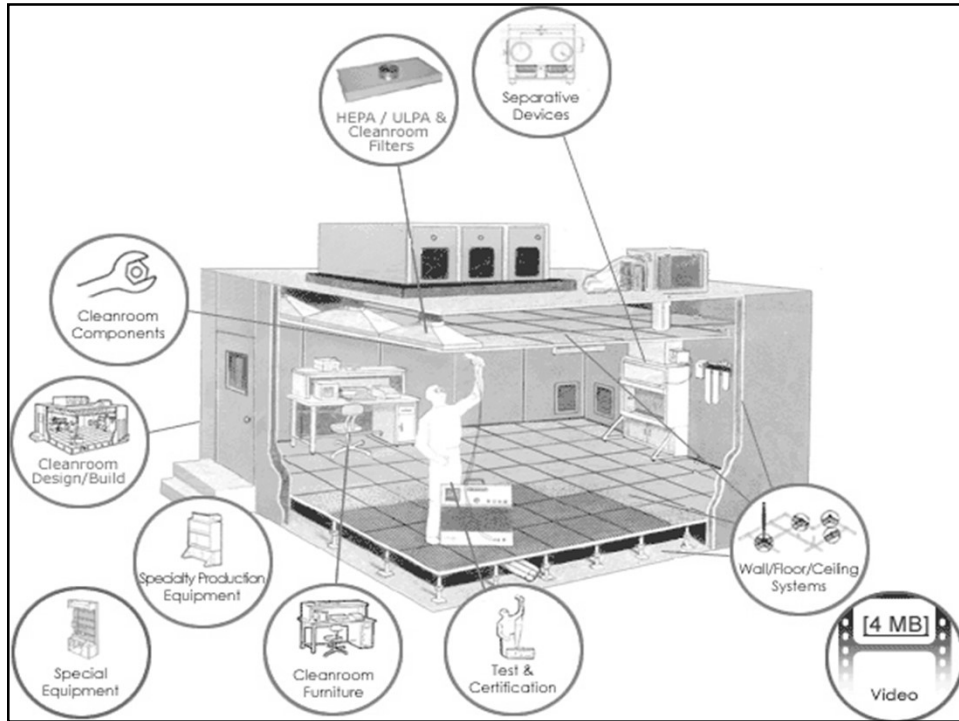 HEPA / ULPA &
Cleanroom
Filters
Separative
Devices
Cleanroom
Components
Cleanroom
Design/Build
Specialty Production
Equipment
Special
Equipment
Cleanroom
Furniture
Test &
Certification
Wall/Floor/Ceiling
Systems
[4 MB]
Video